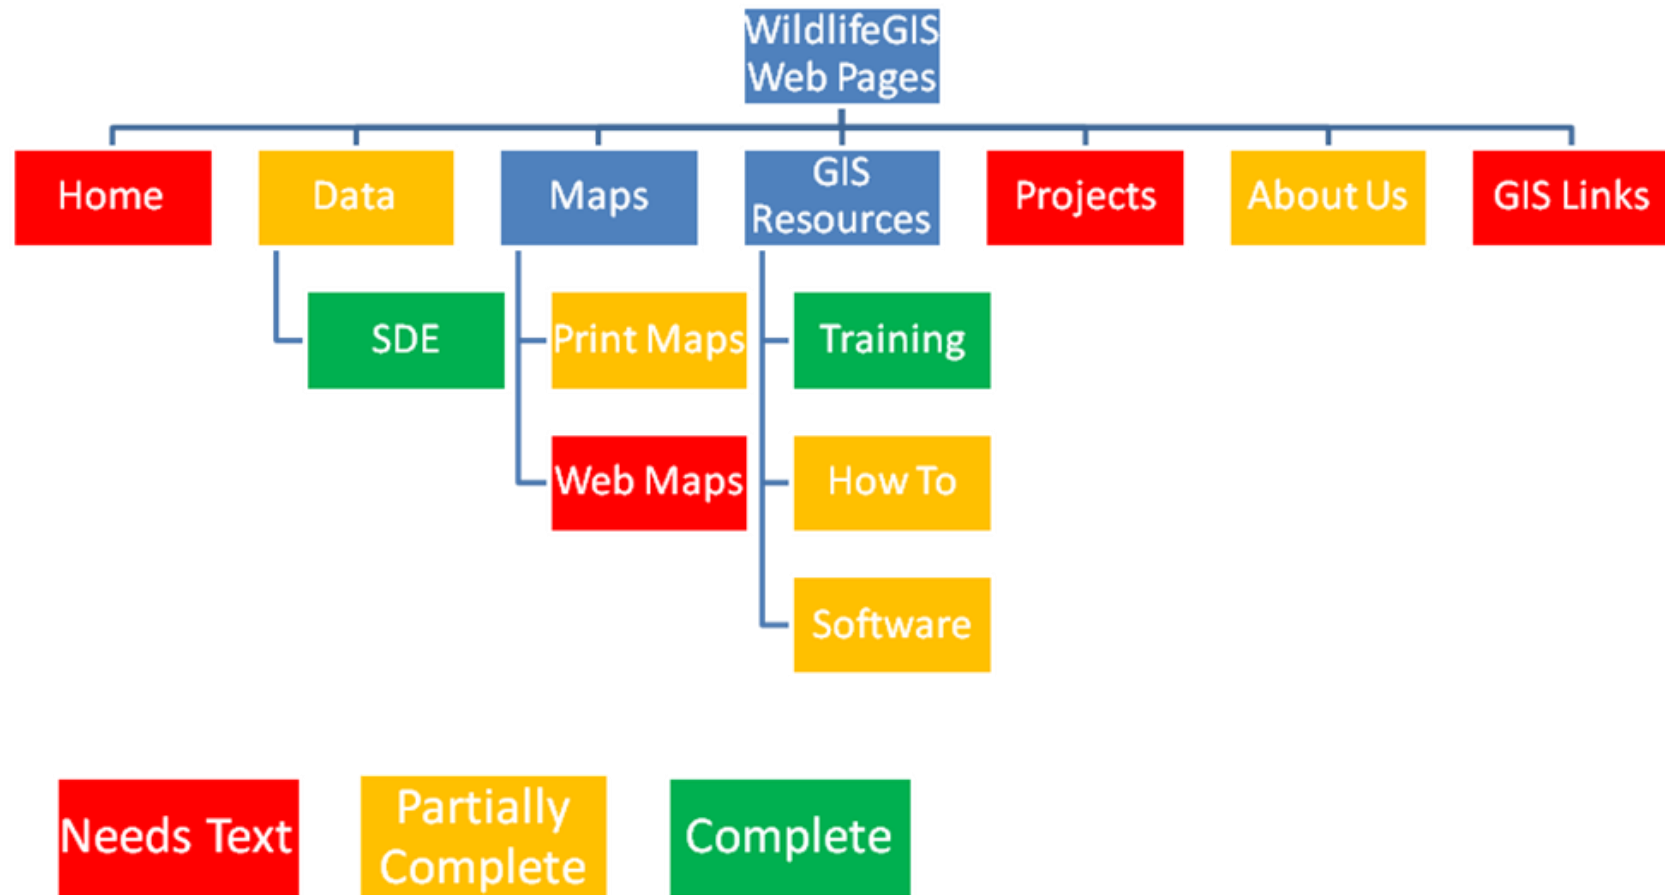 WildlifeGIS
Web Pages
Home
Data
Maps
GIS
Resources
Projects
About Us
GIS Links
SDE
Print Maps
Training
Web Maps
How To
Software
Needs Text
Partially
Complete
Complete